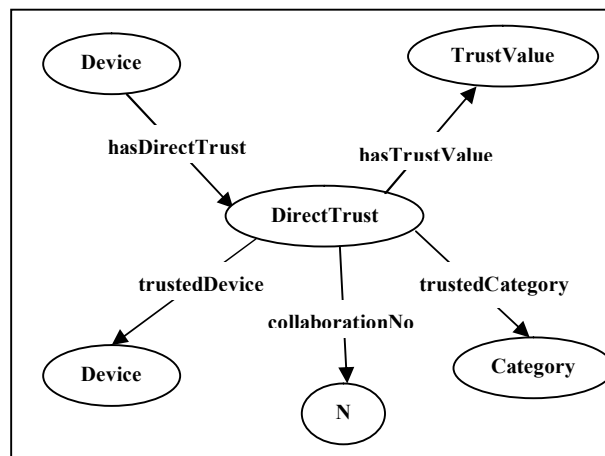 Device
TrustValue
hasDirectTrust
hasTrustValue
DirectTrust
trustedDevice
trustedCategory
collaborationNo
Device
Category
N